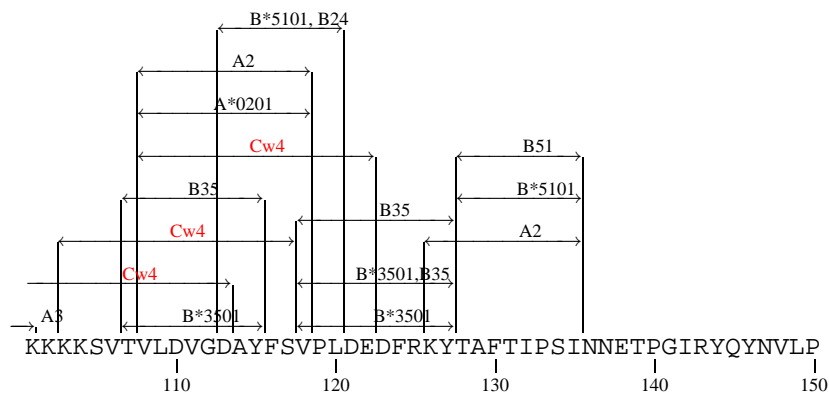 B*5101, B24
A2
A*0201
Cw4 B51
B35 B*5101
B35
Cw4 A2
Cw4 B*3501,B35
A3 B*3501 B*3501
KKKKSVTVLDVGDAYFSVPLDEDFRKYTAFTIPSINNETPGIRYQYNVLP
110 120 130 140 150